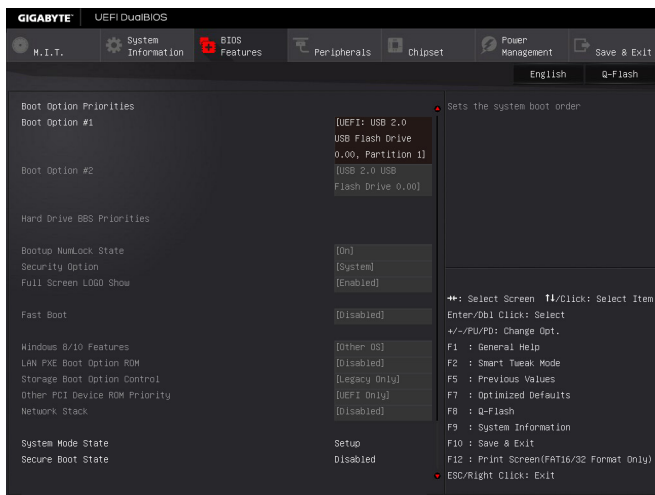 GIGABYTE™ UEFI DualBIOS
M.I.T.
System Information
BIOS Features
Peripherals
Chipset
Power Management
Save & Exit
English Q-Flash
Boot Option Priorities
Boot Option #1 [UEFI: USB 2.0
USB Flash Drive
0.00, Partition 1]
Boot Option #2 [USB 2.0 USB
Flash Drive 0.00]
Hard Drive BBS Priorities
Bootup NumLock State [On]
Security Option [System]
Full Screen LOGO Show [Enabled]
Fast Boot [Disabled]
Windows 8/10 Features [Other OS]
LAN PXE Boot Option ROM [Disabled]
Storage Boot Option Control [Legacy Only]
Other PCI Device ROM Priority [UEFI Only]
Network Stack [Disabled]
System Mode State Setup
Secure Boot State Disabled
Sets the system boot order
→←: Select Screen ↑↓/Click: Select Item
Enter/Dbl Click: Select
+/-/PU/PD: Change Opt.
F1 : General Help
F2 : Smart Tweak Mode
F5 : Previous Values
F7 : Optimized Defaults
F8 : Q-Flash
F9 : System Information
F10 : Save & Exit
F12 : Print Screen(FAT16/32 Format Only)
ESC/Right Click: Exit